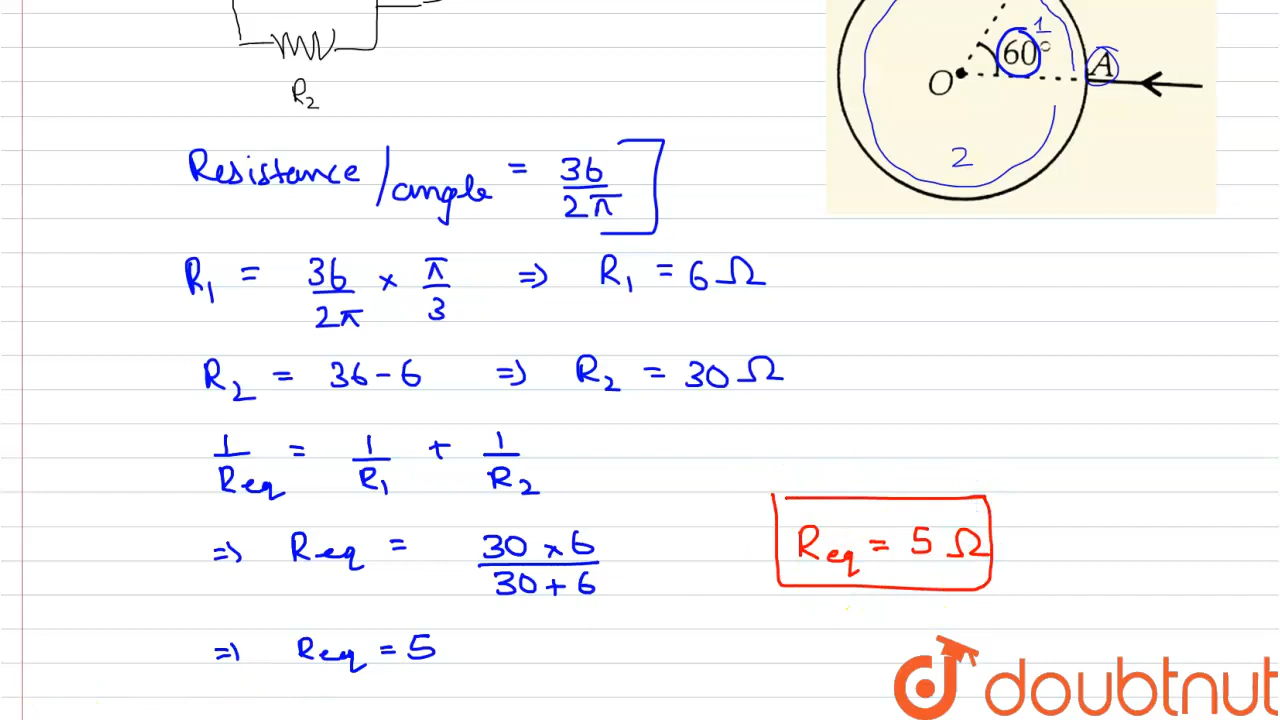 R₂
1
60°
A
O
2
Resistance/angle = 36/2π
R₁ = 36/2π × π/3 ⇒ R₁ = 6 Ω
R₂ = 36 - 6 ⇒ R₂ = 30 Ω
1/Req = 1/R₁ + 1/R₂
⇒ Req = 30 × 6/30 + 6
Req = 5 Ω
⇒ Req = 5
doubtnut